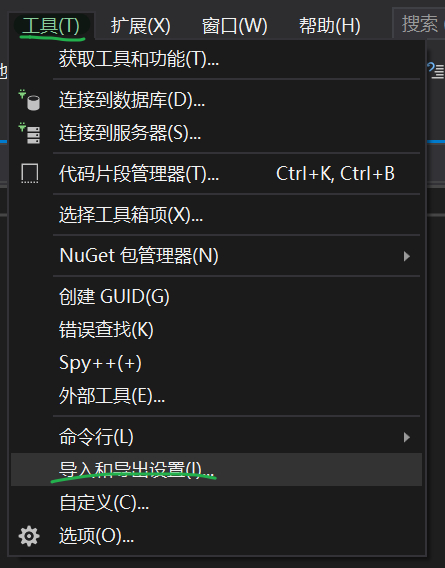 工具(T) 扩展(X) 窗口(W) 帮助(H) 搜索
获取工具和功能(T)...
连接到数据库(D)...
连接到服务器(S)...
代码片段管理器(T)... Ctrl+K, Ctrl+B
选择工具箱项(X)...
NuGet 包管理器(N)
创建 GUID(G)
错误查找(K)
Spy++(+)
外部工具(E)...
命令行(L)
导入和导出设置(I)...
自定义(C)...
选项(O)...